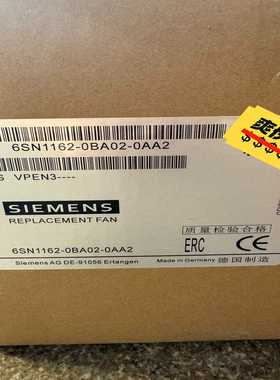 6SN1162-0BA02-0AA2
S VPEN3----
SIEMENS
REPLACEMENT FAN
质量检验合格
6SN1162-0BA02-0AA2
ERC CE
Siemens AG DE-91056 Erlangen
Made in Germany 德国制造
$$$$